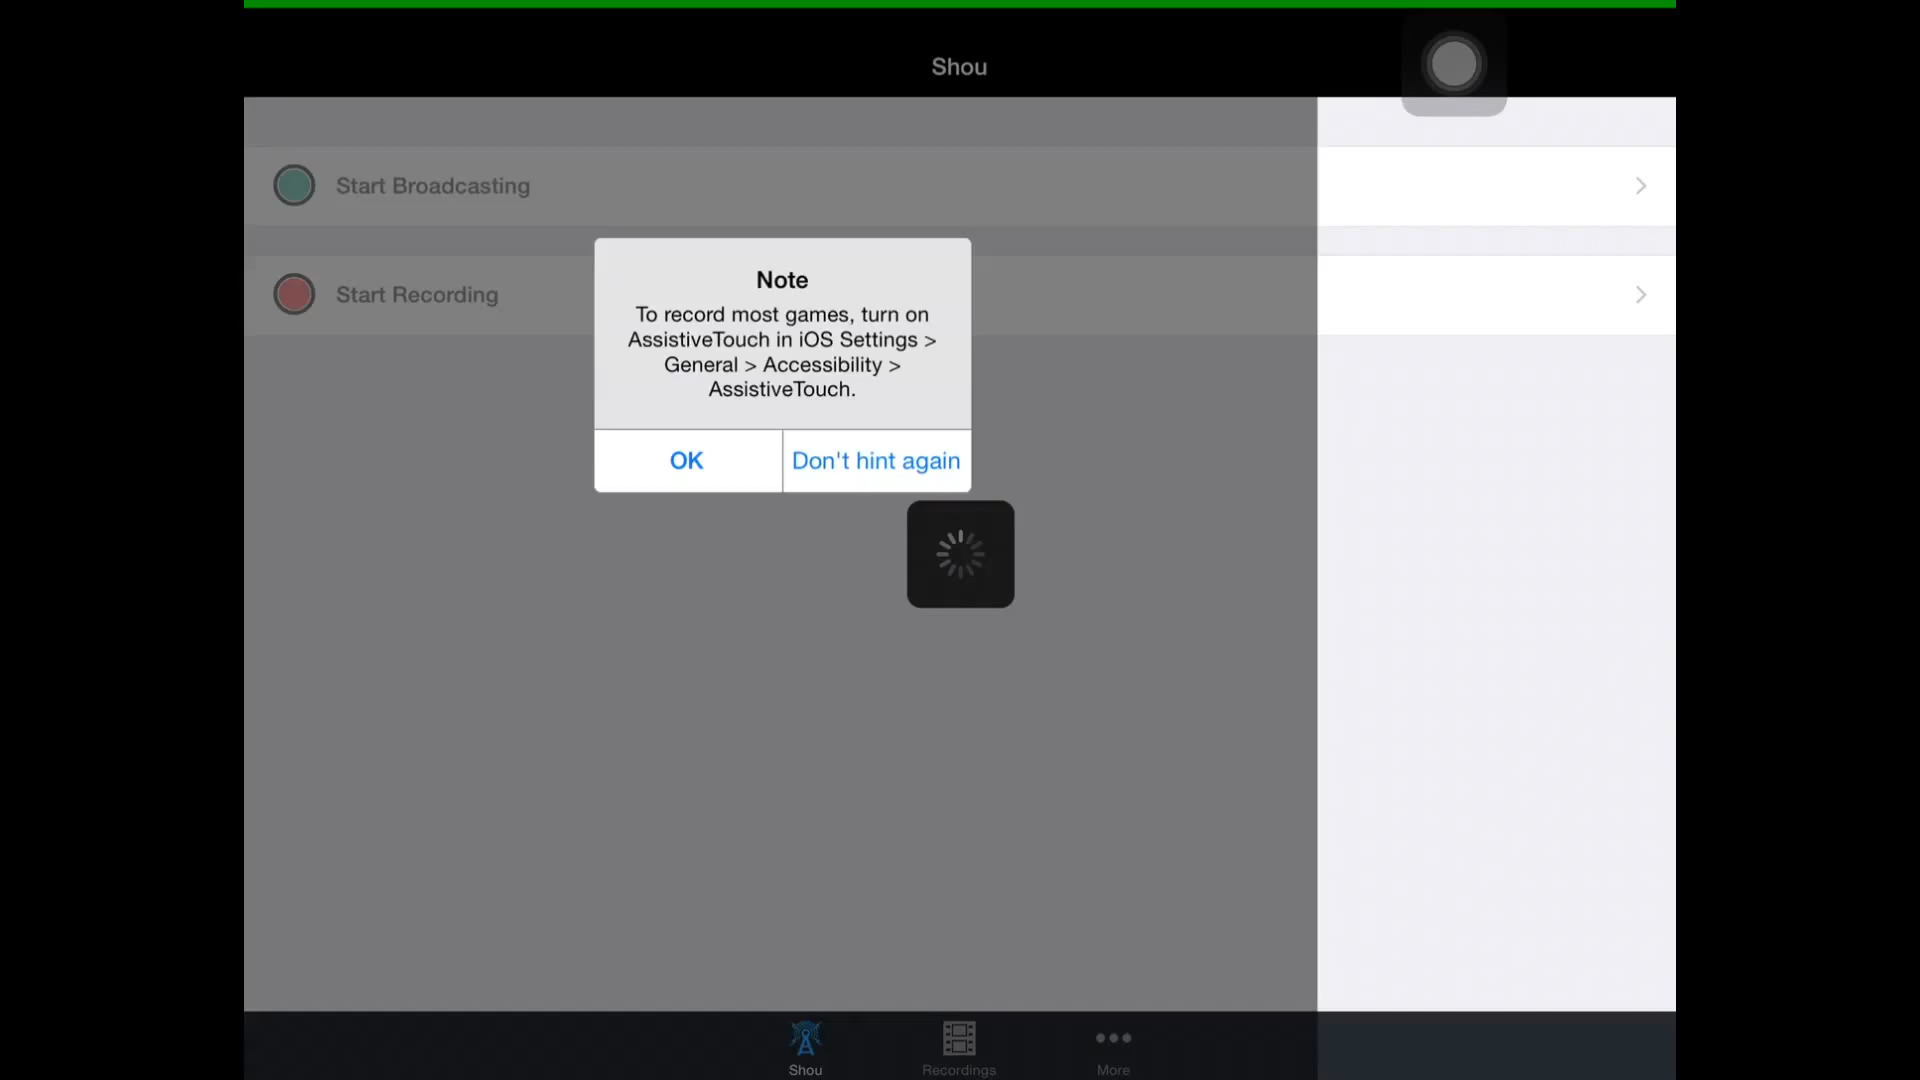 Shou
Start Broadcasting
Start Recording
Note
To record most games, turn on
AssistiveTouch in iOS Settings >
General > Accessibility >
AssistiveTouch.
OK
Don't hint again
Shou
Recordings
More